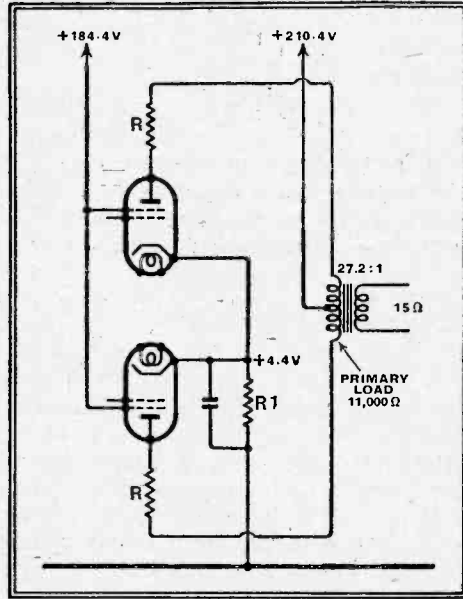 +184.4V
+210.4V
R
27.2:1
15Ω
+4.4V
R1
PRIMARY
LOAD
11,000Ω
R